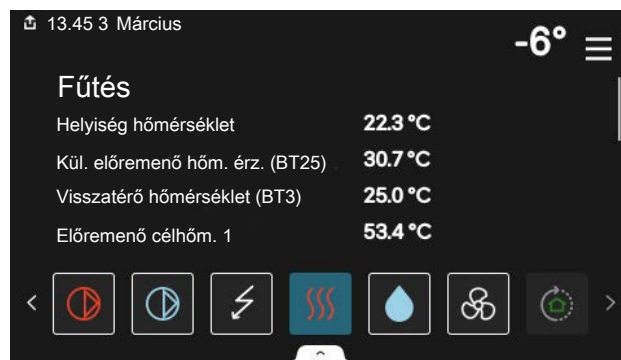 13.45 3 Március
-6°
Fűtés
Helyiség hőmérséklet 22.3 °C
Kül. előremenő hőm. érz. (BT25) 30.7 °C
Visszatérő hőmérséklet (BT3) 25.0 °C
Előremenő célhőm. 1 53.4 °C